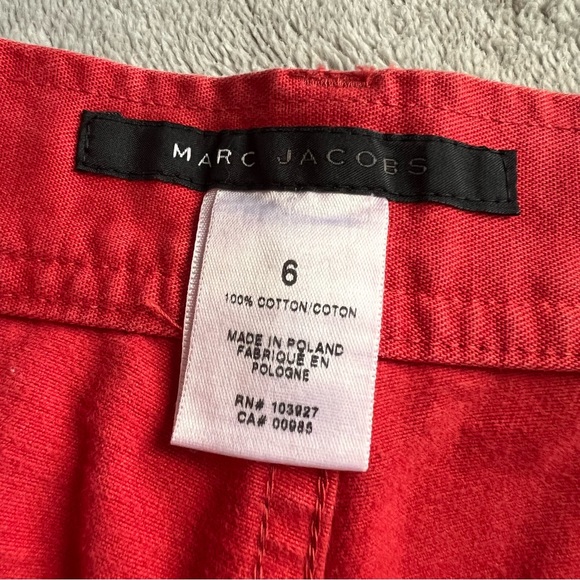 MARC JACOBS
6
100% COTTON/COTON
MADE IN POLAND
FABRIQUE EN
POLOGNE
RN# 103927
CA# 00985